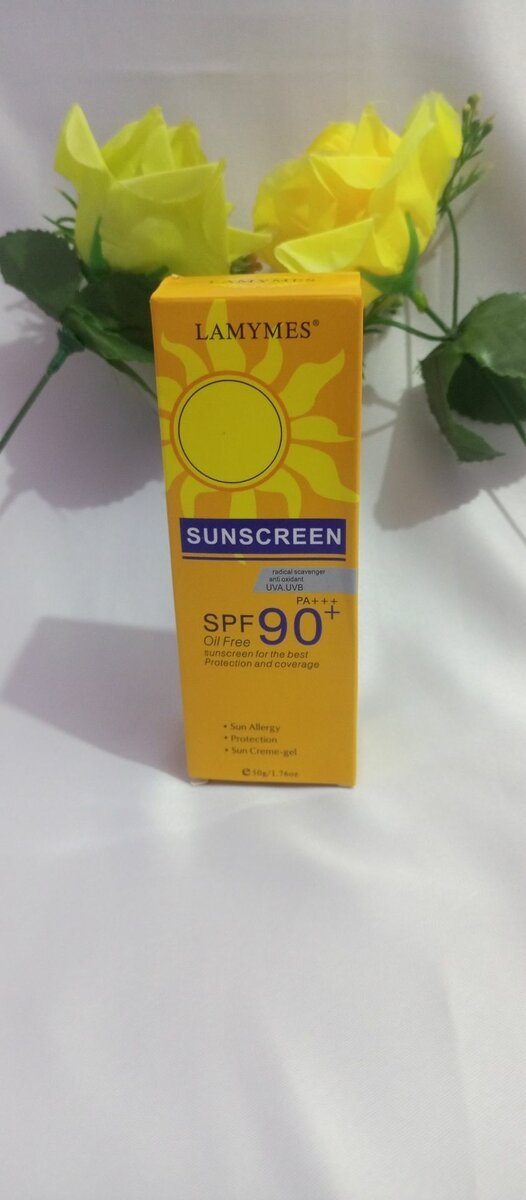 LAMYMES
LAMYMES®
SUNSCREEN
radical scavenger
anti oxidant
UVA.UVB
PA+++
SPF 90+
Oil Free
sunscreen for the best
Protection and coverage
• Sun Allergy
• Protection
• Sun Creme-gel
℮ 50g/1.76oz